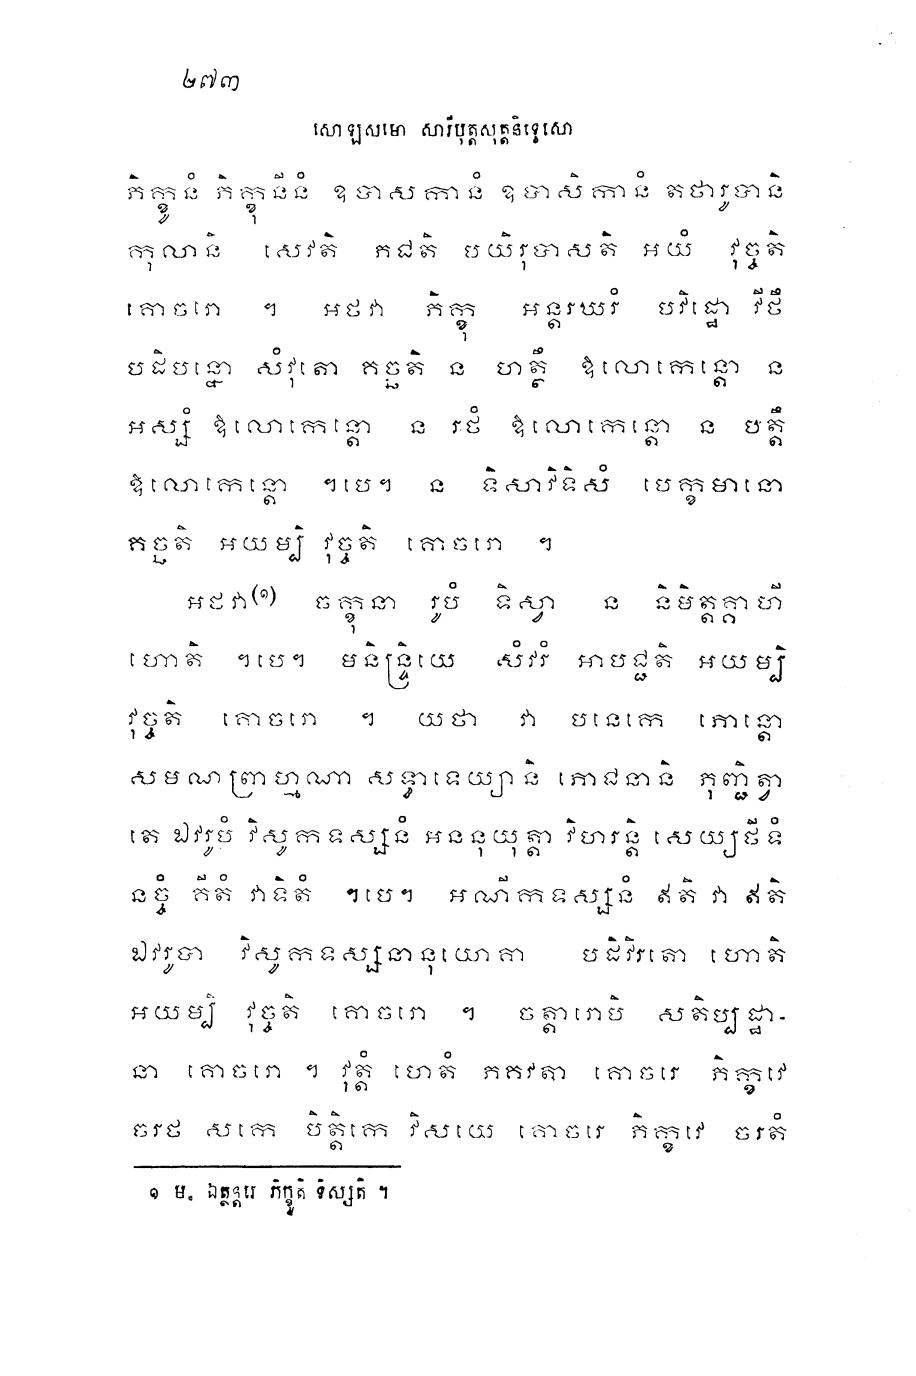 ២៧៣
សោឡសមោ សារីបុត្តសុត្តនិទ្ទេសោ
ភិក្ខូនំ ភិក្ខុនីនំ ឧបាសកានំ ឧបាសិកានំ តថារូបានិ
កុលានិ សេវតិ ភជតិ បយិរុបាសតិ អយំ វុច្ចតិ
គោចរោ ។ អថវា ភិក្ខុ អន្តរឃរំ បវិដ្ឋោ វីថឹ
បដិបន្នោ សំវុតោ គច្ឆតិ ន ហត្ថឹ ឱលោកេន្តោ ន
អស្សំ ឱលោកេន្តោ ន រថំ ឱលោកេន្តោ ន បត្តឹ
ឱលោកេន្តោ ។បេ។ ន ទិសាវិទិសំ បេក្ខមានោ
គច្ឆតិ អយម្បិ វុច្ចតិ គោចរោ ។
អថវា(១) ចក្ខុនា រូបំ ទិស្វា ន និមិត្តគ្គាហី
ហោតិ ។បេ។ មនិន្ទ្រិយេ សំវរំ អាបជ្ជតិ អយម្បិ
វុច្ចតិ គោចរោ ។ យថា វា បនេកេ ភោន្តោ
សមណព្រាហ្មណា សទ្ធាទេយ្យានិ ភោជនានិ ភុញ្ជិត្វា
តេ ឯវរូបំ វិសូកទស្សនំ អននុយុត្តា វិហរន្តិ សេយ្យថីទំ
នច្ចំ គីតំ វាទិតំ ។បេ។ អណីកទស្សនំ ឥតិ វា ឥតិ
ឯវរូបា វិសូកទស្សនានុយោគា បដិវិរតោ ហោតិ
អយម្បិ វុច្ចតិ គោចរោ ។ ចត្តារោបិ សតិប្បដ្ឋា-
នា គោចរោ ។ វុត្តំ ហេតំ ភគវតា គោចរេ ភិក្ខវេ
ចរថ សកេ បិត្តិកេ វិសយេ គោចរេ ភិក្ខវេ ចរតំ
១ ម. ឯត្ថន្តរេ ភិក្ខូតិ ទិស្សតិ ។